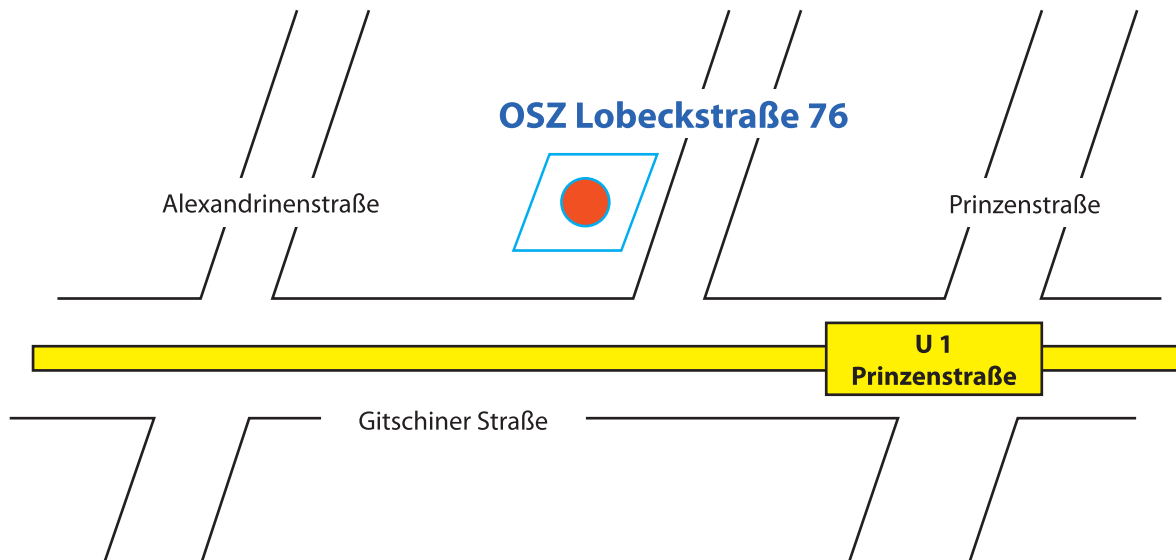 OSZ Lobeckstraße 76
Alexandrinenstraße
Prinzenstraße
U 1
Prinzenstraße
Gitschiner Straße